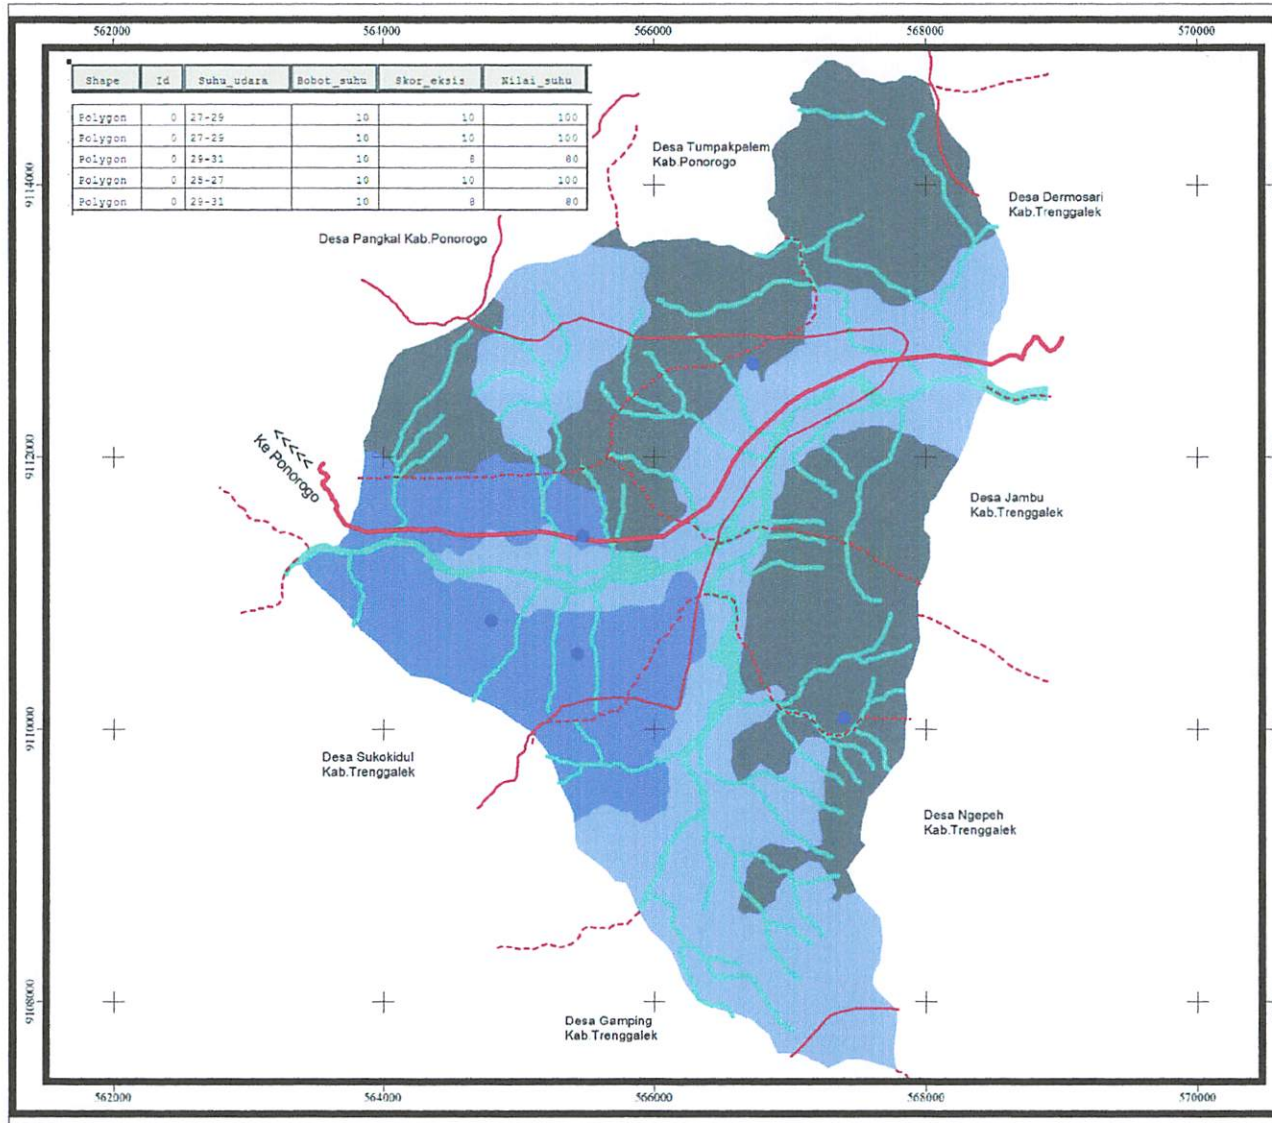 562000 564000 566000 568000 570000
Shape Id Suhu_udara Bobot_suhu Skor_eksis Nilai_suhu
Polygon 0 27-29 10 10 100
Polygon 0 27-29 10 10 100
Polygon 0 29-31 10 8 80
Polygon 0 25-27 10 10 100
Polygon 0 29-31 10 8 80
Desa Tumpakpelem
Kab.Ponorogo
9114000
Desa Dermosari
Kab.Trenggalek
Desa Pangkal Kab.Ponorogo
<<<<<
Ke Ponorogo
9112000
Desa Jambu
Kab.Trenggalek
9110000
Desa Sukokidul
Kab.Trenggalek
Desa Ngepeh
Kab.Trenggalek
9108000
Desa Gamping
Kab.Trenggalek
562000 564000 566000 568000 570000